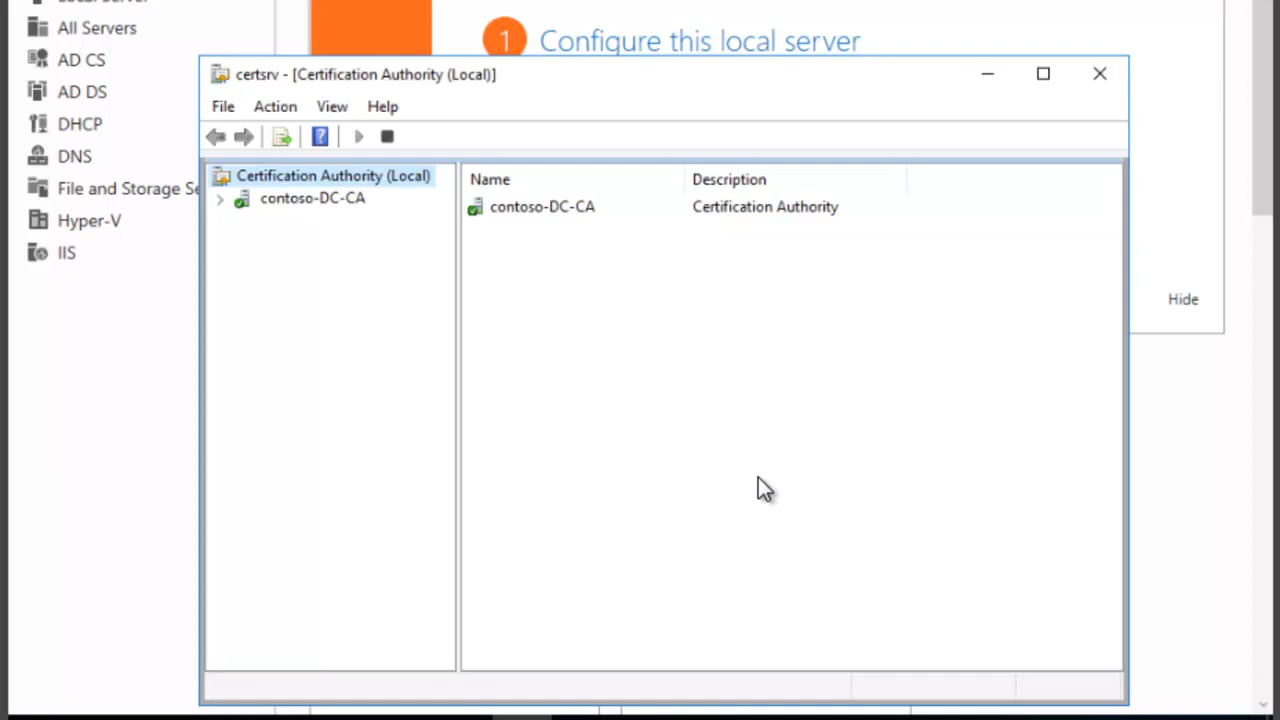 Local Server
All Servers
AD CS
AD DS
DHCP
DNS
File and Storage Se
Hyper-V
IIS
1 Configure this local server
Hide
certsrv - [Certification Authority (Local)]
File Action View Help
Certification Authority (Local)
contoso-DC-CA
Name Description
contoso-DC-CA Certification Authority